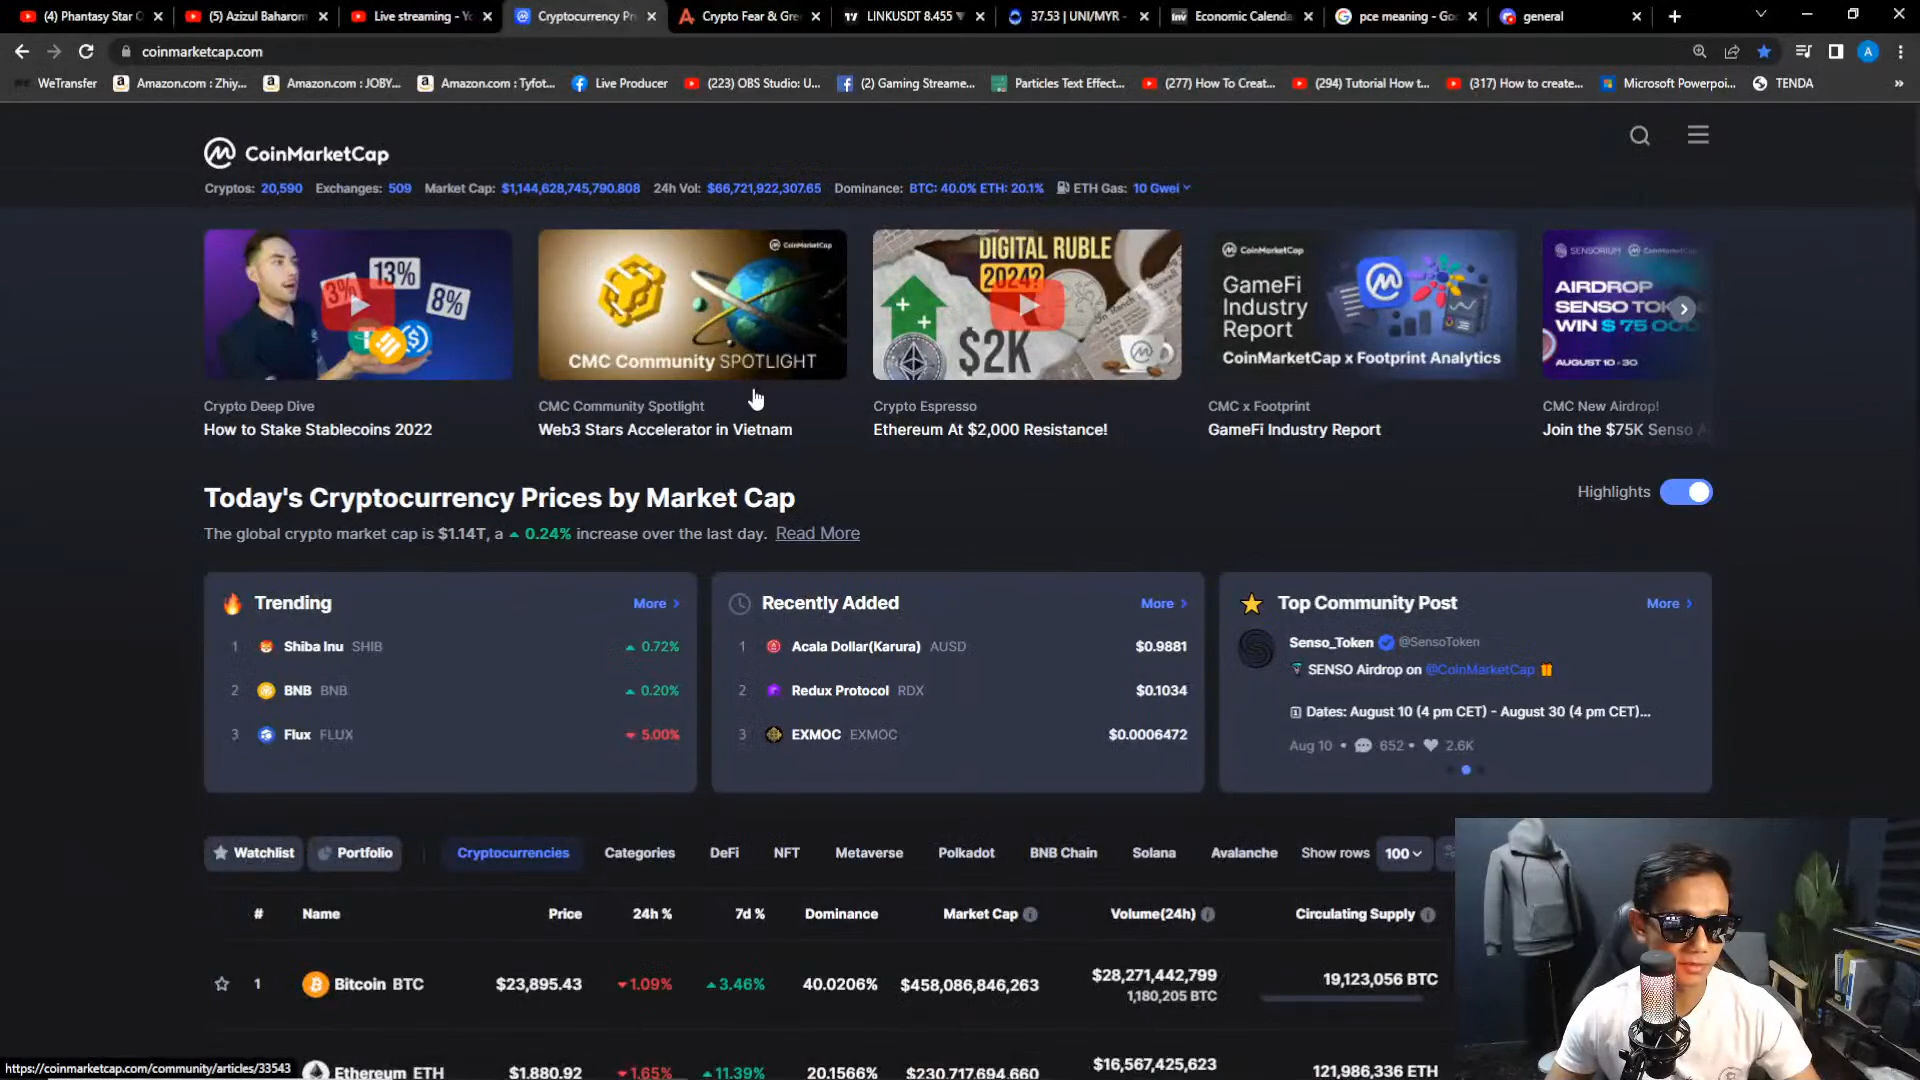 (4) Phantasy Star O
(5) Azizul Baharom
Live streaming - Yo
Cryptocurrency Pr
Crypto Fear & Gre
LINKUSDT 8.455
37.53 | UNI/MYR -
Economic Calenda
pce meaning - Goo
general
coinmarketcap.com
WeTransfer
Amazon.com : Zhiy...
Amazon.com : JOBY...
Amazon.com : Tyfot...
Live Producer
(223) OBS Studio: U...
(2) Gaming Streame...
Particles Text Effect...
(277) How To Creat...
(294) Tutorial How t...
(317) How to create...
Microsoft Powerpoi...
TENDA
CoinMarketCap
Cryptos: 20,590 Exchanges: 509 Market Cap: $1,144,628,745,790.808 24h Vol: $66,721,922,307.65 Dominance: BTC: 40.0% ETH: 20.1% ETH Gas: 10 Gwei
3% 13% 8%
CoinMarketCap
CMC Community SPOTLIGHT
DIGITAL RUBLE
2024?
$2K
CoinMarketCap
GameFi
Industry
Report
CoinMarketCap x Footprint Analytics
SENSORIUM CoinMarketCap
AIRDROP
SENSO TOK
WIN $ 75 000
AUGUST 10 - 30
Crypto Deep Dive
How to Stake Stablecoins 2022
CMC Community Spotlight
Web3 Stars Accelerator in Vietnam
Crypto Espresso
Ethereum At $2,000 Resistance!
CMC x Footprint
GameFi Industry Report
CMC New Airdrop!
Join the $75K Senso A
Today's Cryptocurrency Prices by Market Cap
Highlights
The global crypto market cap is $1.14T, a 0.24% increase over the last day. Read More
Trending
More
1 Shiba Inu SHIB 0.72%
2 BNB BNB 0.20%
3 Flux FLUX 5.00%
Recently Added
More
1 Acala Dollar(Karura) AUSD $0.9881
2 Redux Protocol RDX $0.1034
3 EXMOC EXMOC $0.0006472
Top Community Post
More
Senso_Token @SensoToken
SENSO Airdrop on @CoinMarketCap
Dates: August 10 (4 pm CET) - August 30 (4 pm CET)...
Aug 10 • 652 • 2.6K
Watchlist Portfolio Cryptocurrencies Categories DeFi NFT Metaverse Polkadot BNB Chain Solana Avalanche Show rows 100
# Name Price 24h % 7d % Dominance Market Cap Volume(24h) Circulating Supply
1 Bitcoin BTC $23,895.43 1.09% 3.46% 40.0206% $458,086,846,263 $28,271,442,799 19,123,056 BTC
1,180,205 BTC
Ethereum ETH $1,880.92 1.65% 11.39% 20.1566% $230,717,694,660 $16,567,425,623 121,986,336 ETH
https://coinmarketcap.com/community/articles/33543